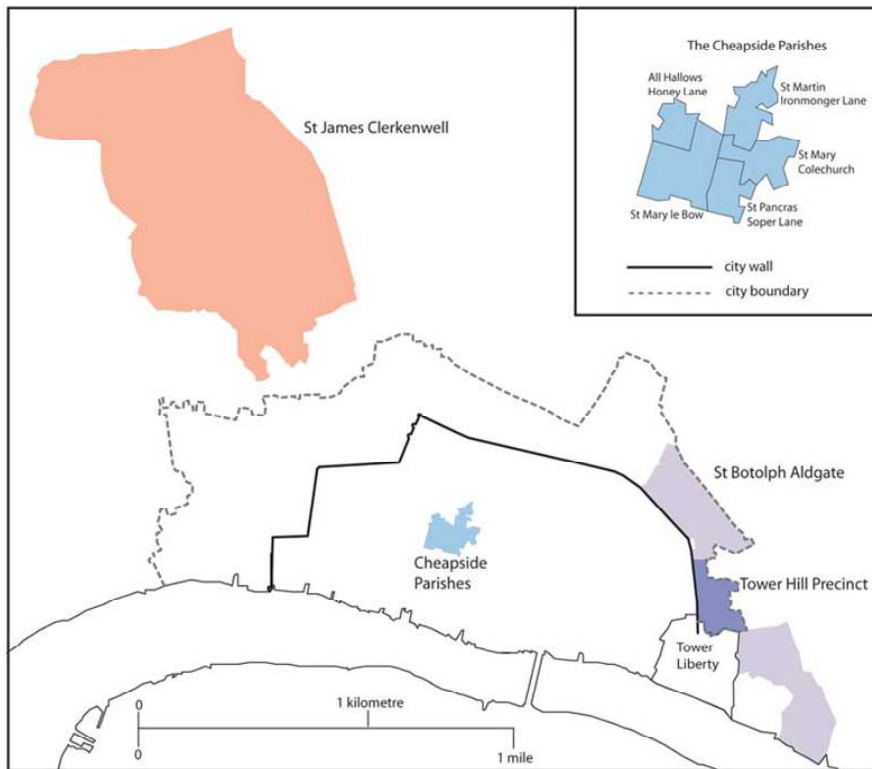 The Cheapside Parishes
All Hallows
Honey Lane
St Martin
Ironmonger Lane
St Mary
Colechurch
St Mary le Bow
St Pancras
Soper Lane
city wall
city boundary
St James Clerkenwell
St Botolph Aldgate
Cheapside
Parishes
Tower Hill Precinct
Tower
Liberty
0
1 kilometre
0
1 mile